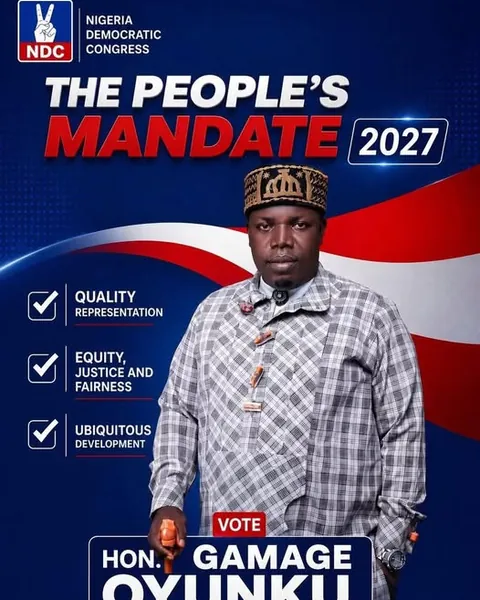 NDC
NIGERIA
DEMOCRATIC
CONGRESS
THE PEOPLE'S
MANDATE 2027
QUALITY
REPRESENTATION
EQUITY,
JUSTICE AND
FAIRNESS
UBIQUITOUS
DEVELOPMENT
VOTE
HON. GAMAGE
OYUNKU